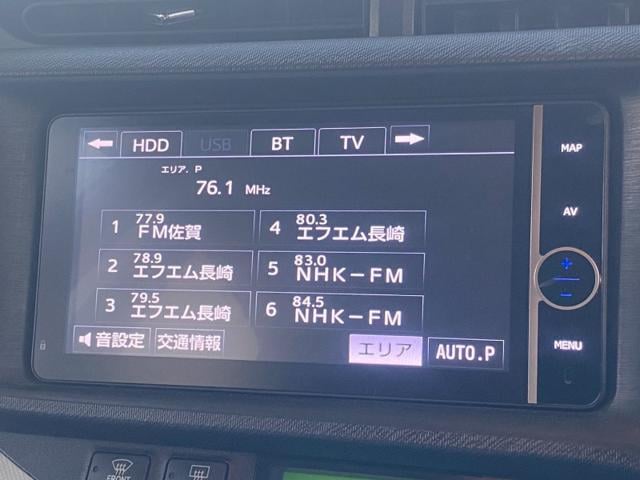 HDD USB BT TV
エリア. P
76.1 MHz
1 77.9 FM佐賀
2 78.9 エフエム長崎
3 79.5 エフエム長崎
4 80.3 エフエム長崎
5 83.0 NHK－FM
6 84.5 NHK－FM
音設定 交通情報 エリア AUTO.P
MAP
AV
+
−
MENU
FRONT